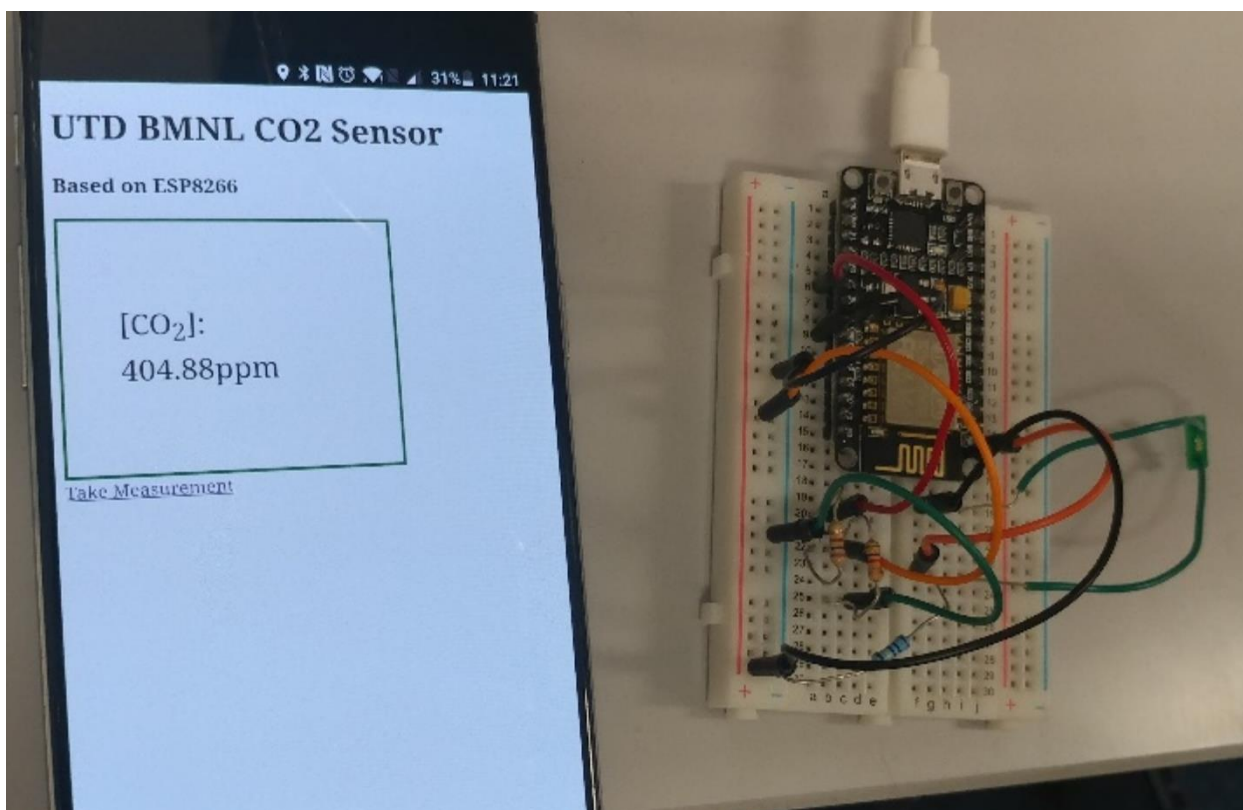 31% 11:21
UTD BMNL CO2 Sensor
Based on ESP8266
[CO₂]:
404.88ppm
Take Measurement
a b c d e f g h i j